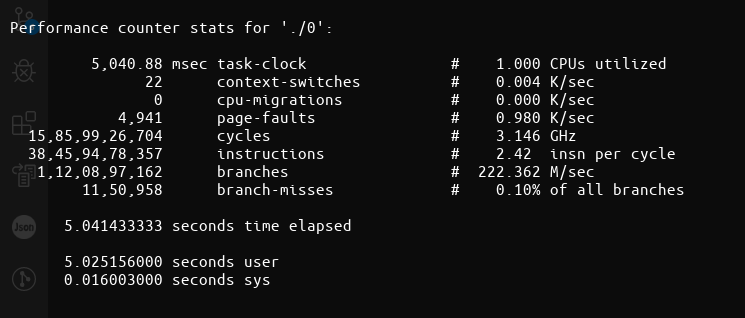 Performance counter stats for './0':
5,040.88 msec task-clock # 1.000 CPUs utilized
22 context-switches # 0.004 K/sec
0 cpu-migrations # 0.000 K/sec
4,941 page-faults # 0.980 K/sec
15,85,99,26,704 cycles # 3.146 GHz
38,45,94,78,357 instructions # 2.42 insn per cycle
1,12,08,97,162 branches # 222.362 M/sec
11,50,958 branch-misses # 0.10% of all branches
5.041433333 seconds time elapsed
Json
5.025156000 seconds user
0.016003000 seconds sys